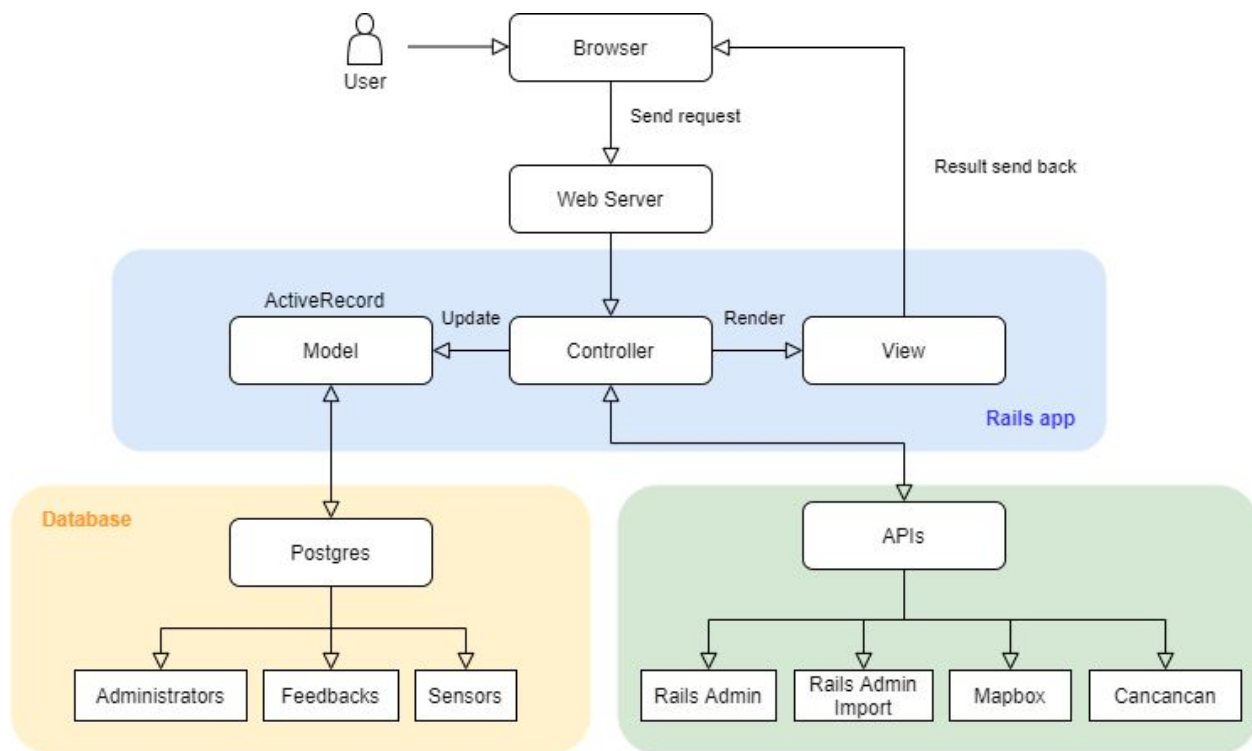 Browser
User
Send request
Result send back
Web Server
ActiveRecord
Update
Render
Model
Controller
View
Rails app
Database
Postgres
APIs
Administrators
Feedbacks
Sensors
Rails Admin
Rails Admin
Import
Mapbox
Cancancan